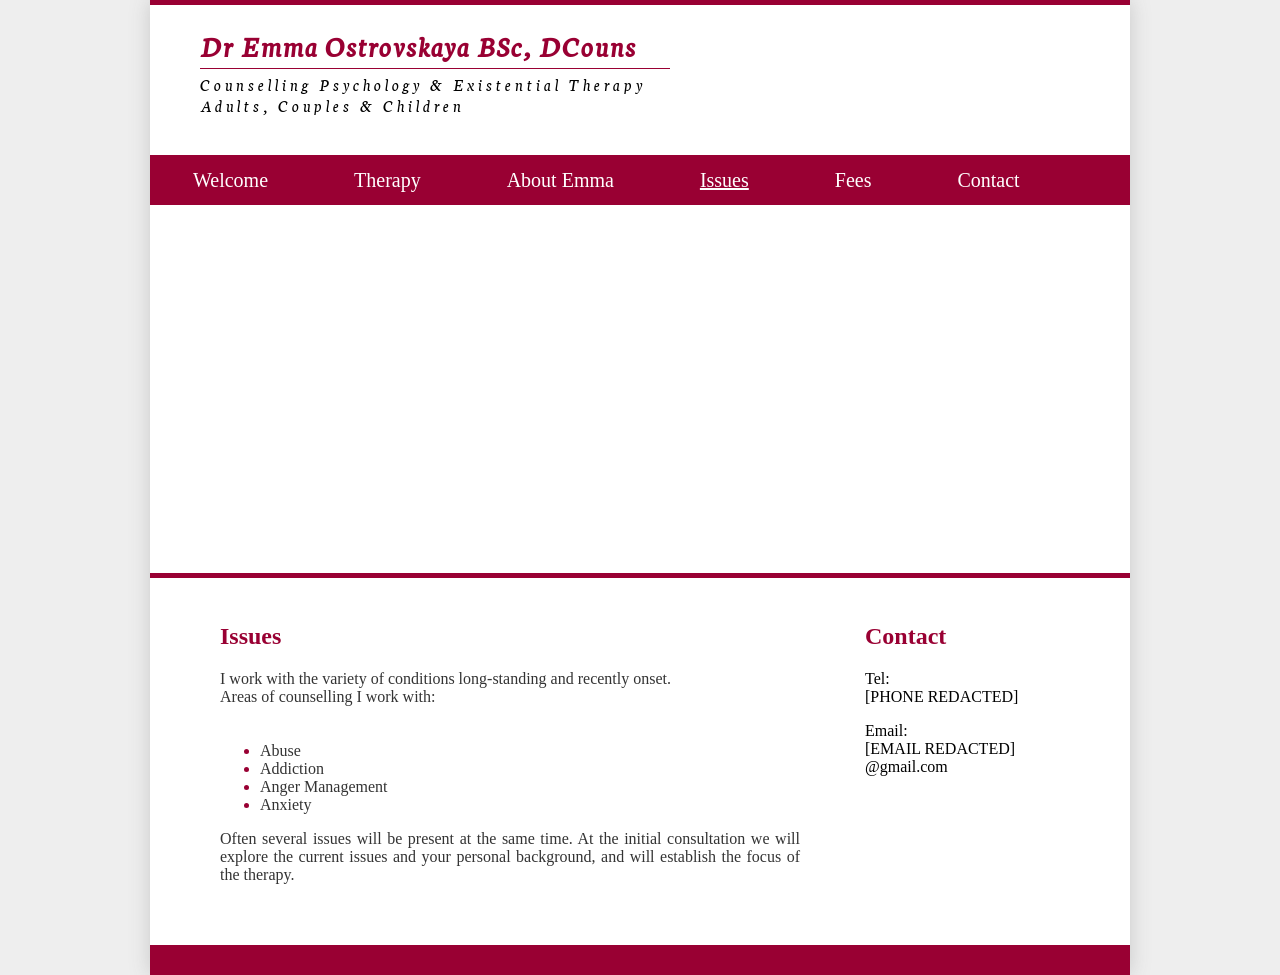 Dr Emma Ostrovskaya BSc, DCouns
Counselling Psychology & Existential Therapy
Adults, Couples & Children
Welcome
Therapy
About Emma
Issues
Fees
Contact
Issues
I work with the variety of conditions long-standing and recently onset.
Areas of counselling I work with:
Abuse
Addiction
Anger Management
Anxiety
Often several issues will be present at the same time. At the initial consultation we will
explore the current issues and your personal background, and will establish the focus of
the therapy.
Contact
Tel:
[PHONE REDACTED]
Email:
[EMAIL REDACTED]
@gmail.com